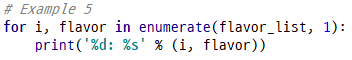 # Example 5
for i, flavor in enumerate(flavor_list, 1):
    print('%d: %s' % (i, flavor))